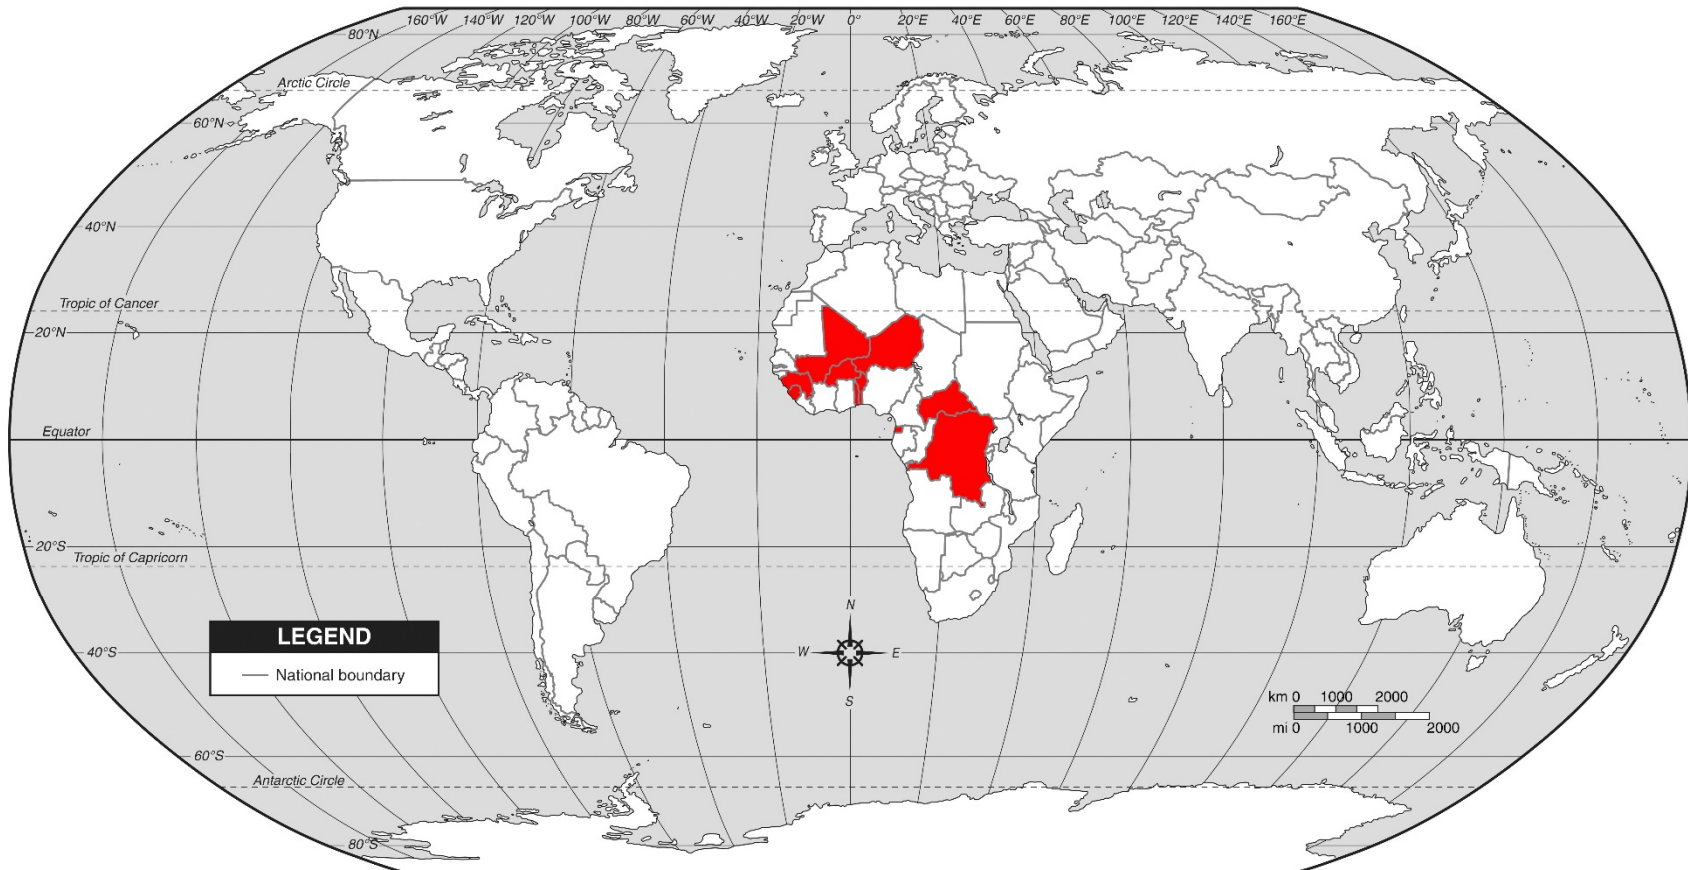 160°W 140°W 120°W 100°W 80°W 60°W 40°W 20°W 0° 20°E 40°E 60°E 80°E 100°E 120°E 140°E 160°E
80°N
Arctic Circle
60°N
40°N
Tropic of Cancer
20°N
Equator
20°S
Tropic of Capricorn
N
LEGEND
W E
40°S
National boundary
S
km 0 1000 2000
mi 0 1000 2000
60°S
Antarctic Circle
80°S